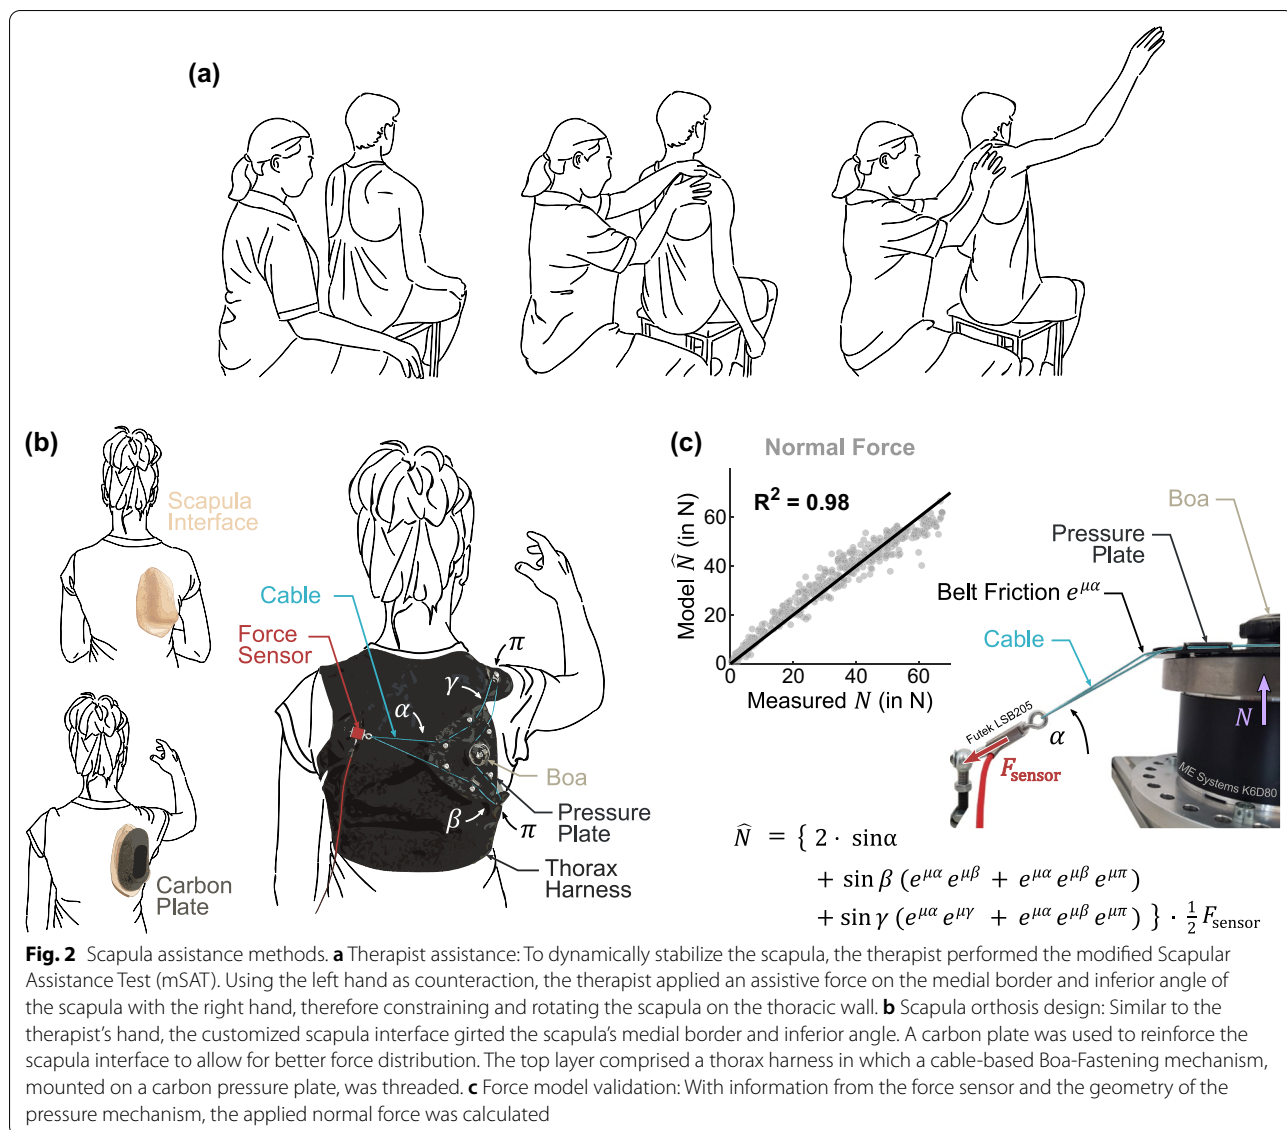 (a)
(b)
Scapula
Interface
Cable
Force
Sensor
π
γ
α
Boa
β
π
Pressure
Plate
Thorax
Harness
Carbon
Plate
(c)
Normal Force
R² = 0.98
Model N̂ (in N)
60
40
20
0
0
20
40
60
Measured N (in N)
Boa
Pressure
Plate
Belt Friction e^{μα}
Cable
N
Futek LSB205
α
F_sensor
ME Systems K6D80
N̂ = { 2 · sinα
+ sin β (e^{μα} e^{μβ} + e^{μα} e^{μβ} e^{μπ})
+ sin γ (e^{μα} e^{μγ} + e^{μα} e^{μβ} e^{μπ}) } · ½ F_sensor
Fig. 2 Scapula assistance methods. a Therapist assistance: To dynamically stabilize the scapula, the therapist performed the modified Scapular
Assistance Test (mSAT). Using the left hand as counteraction, the therapist applied an assistive force on the medial border and inferior angle of
the scapula with the right hand, therefore constraining and rotating the scapula on the thoracic wall. b Scapula orthosis design: Similar to the
therapist's hand, the customized scapula interface girted the scapula's medial border and inferior angle. A carbon plate was used to reinforce the
scapula interface to allow for better force distribution. The top layer comprised a thorax harness in which a cable-based Boa-Fastening mechanism,
mounted on a carbon pressure plate, was threaded. c Force model validation: With information from the force sensor and the geometry of the
pressure mechanism, the applied normal force was calculated